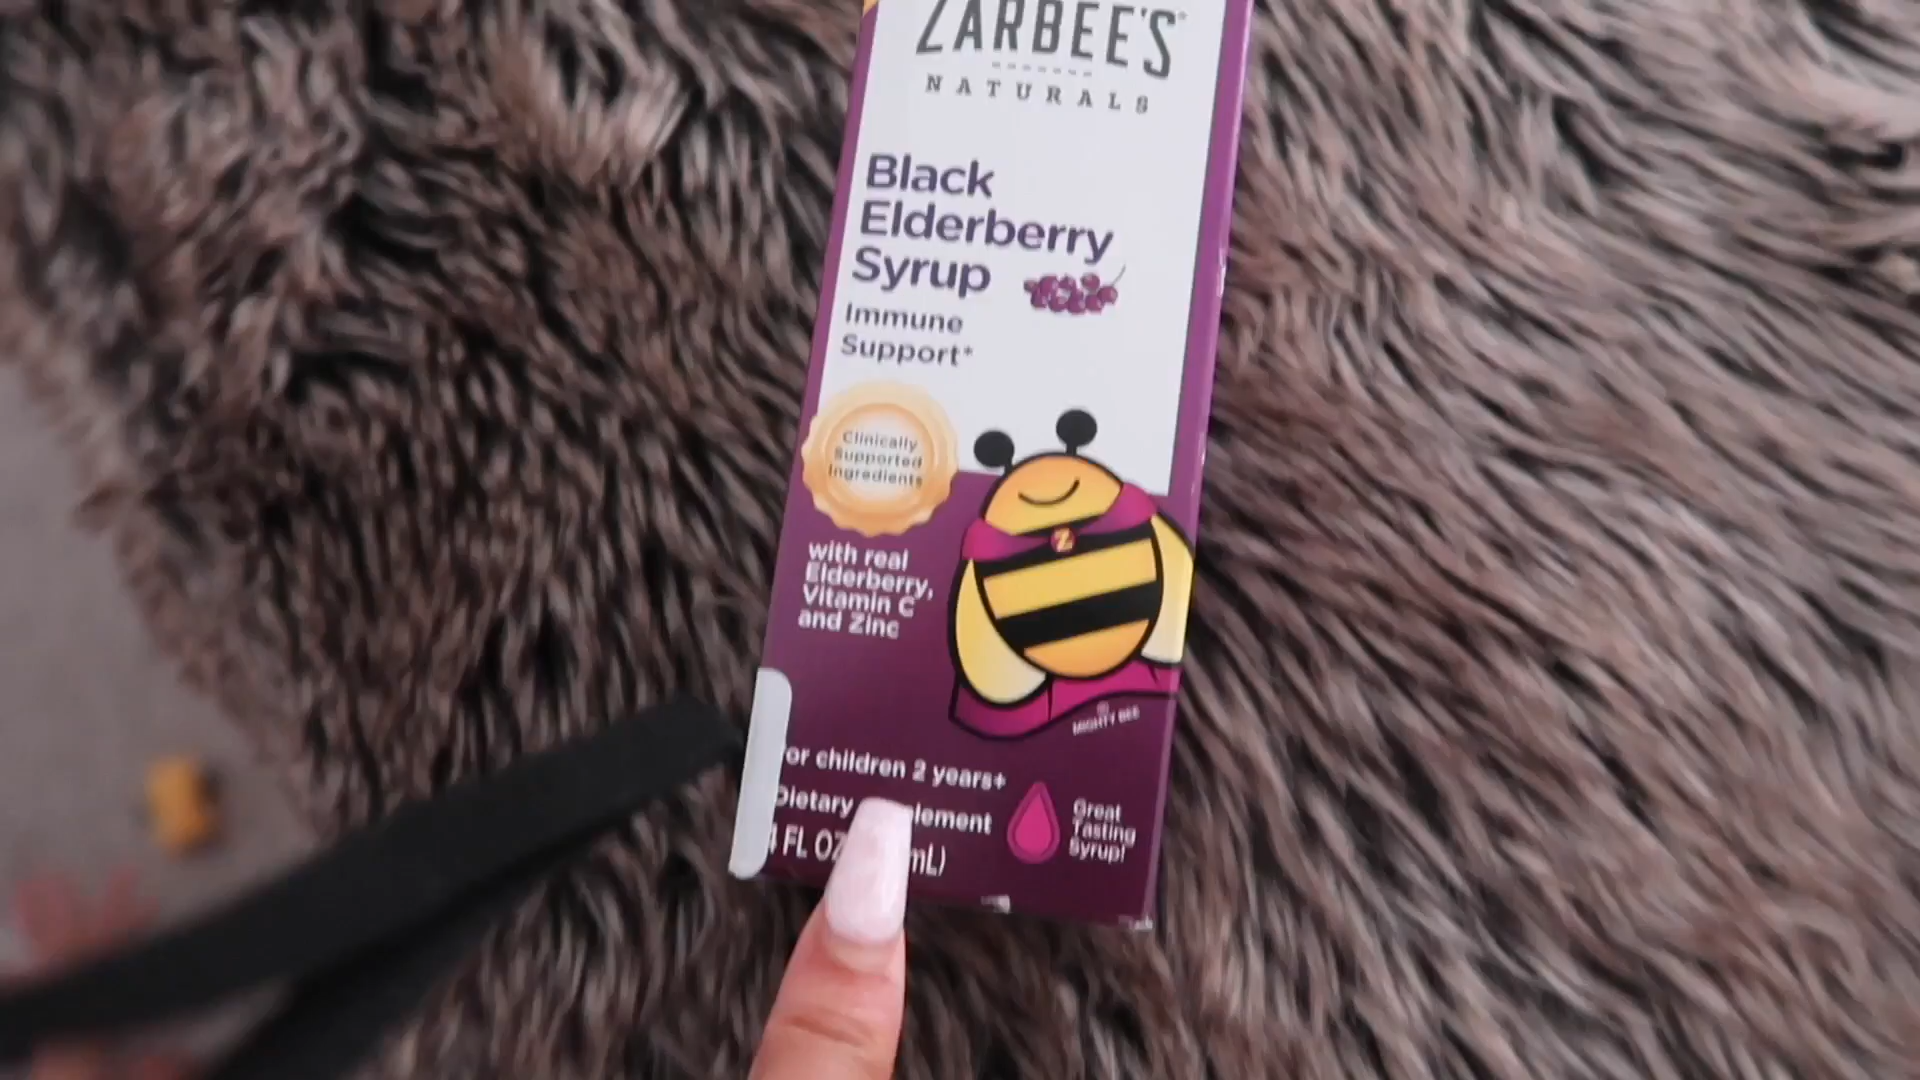 ZARBEE'S
NATURALS
Black
Elderberry
Syrup
Immune
Support*
Clinically
Supported
Ingredients
with real
Elderberry,
Vitamin C
and Zinc
Z
MIGHTY BEE
or children 2 years+
Dietary lement
4 FL OZ mL)
Great
Tasting
Syrup!